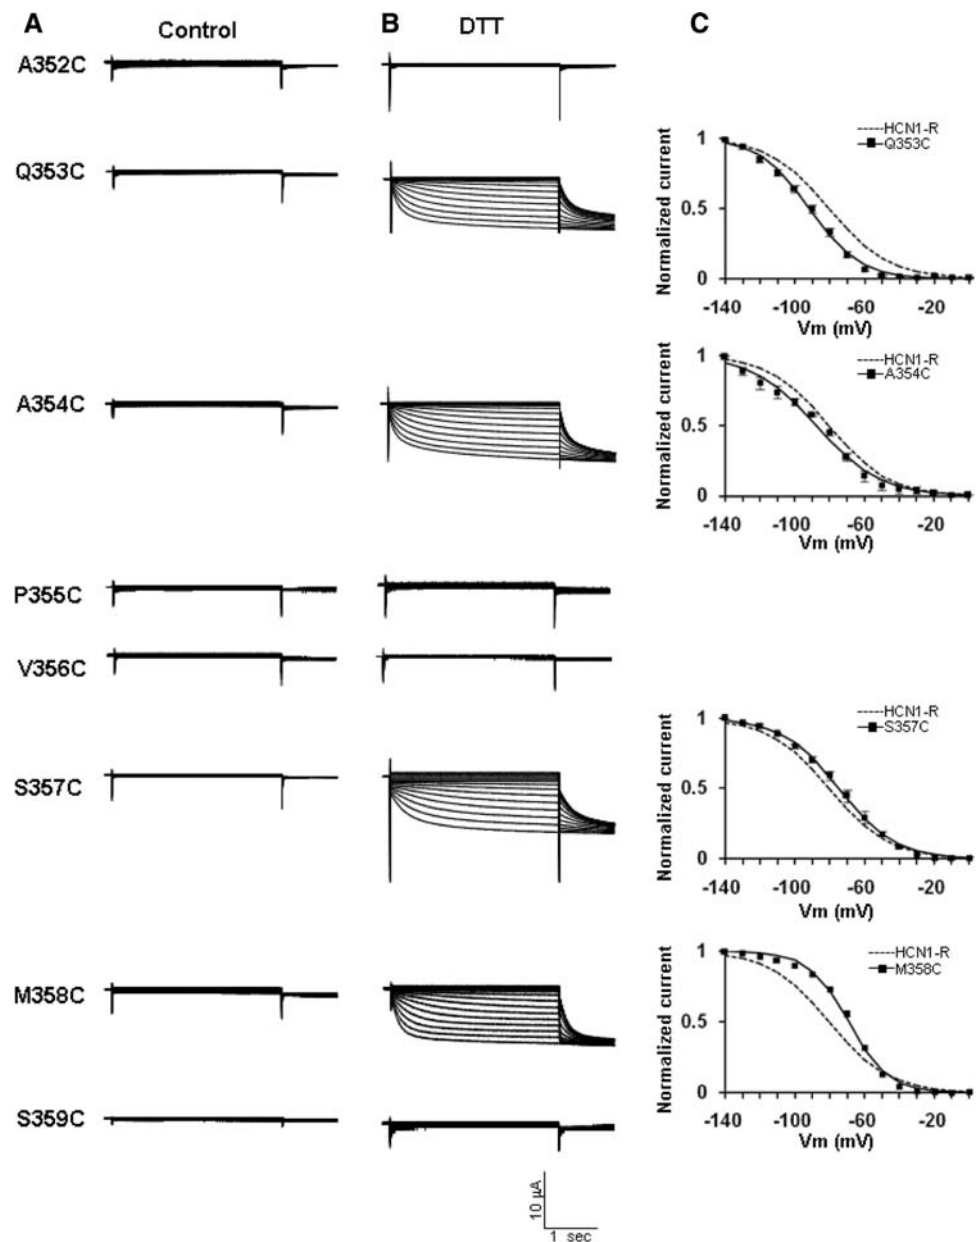 A
Control
B
DTT
C
A352C
Q353C
A354C
P355C
V356C
S357C
M358C
S359C
10 µA
1 sec
Normalized current
1
0.5
0
HCN1-R
Q353C
-140
-100
-60
-20
Vm (mV)
Normalized current
1
0.5
0
HCN1-R
A354C
-140
-100
-60
-20
Vm (mV)
Normalized current
1
0.5
0
HCN1-R
S357C
-140
-100
-60
-20
Vm (mV)
Normalized current
1
0.5
0
HCN1-R
M358C
-140
-100
-60
-20
Vm (mV)